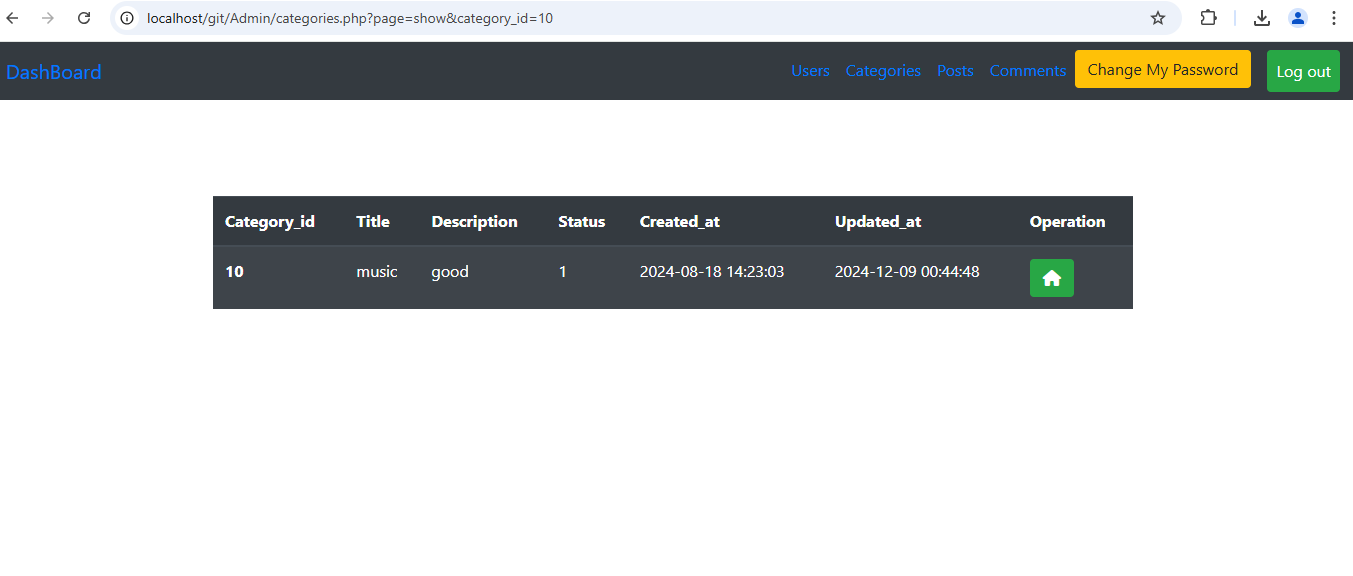 localhost/git/Admin/categories.php?page=show&category_id=10
DashBoard Users Categories Posts Comments Change My Password Log out
Category_id Title Description Status Created_at Updated_at Operation
10 music good 1 2024-08-18 14:23:03 2024-12-09 00:44:48